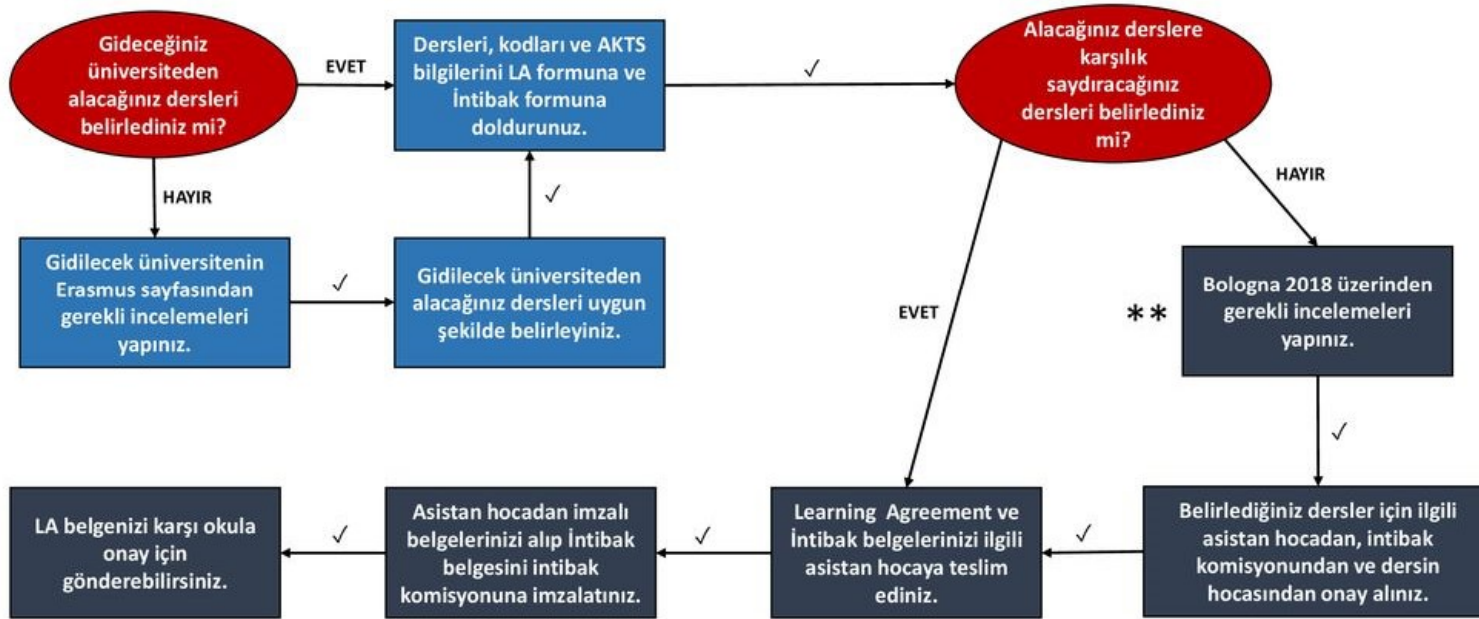 Gideceğiniz
üniversiteden
alacağınız dersleri
belirlediniz mi?
EVET
Dersleri, kodları ve AKTS
bilgilerini LA formuna ve
İntibak formuna
doldurunuz.
✓
Alacağınız derslere
karşılık
saydıracağınız
dersleri belirlediniz
mi?
HAYIR
✓
HAYIR
Gidilecek üniversitenin
Erasmus sayfasından
gerekli incelemeleri
yapınız.
✓
Gidilecek üniversiteden
alacağınız dersleri uygun
şekilde belirleyiniz.
EVET
**
Bologna 2018 üzerinden
gerekli incelemeleri
yapınız.
✓
Belirlediğiniz dersler için ilgili
asistan hocadan, intibak
komisyonundan ve dersin
hocasından onay alınız.
✓
Learning Agreement ve
İntibak belgelerinizi ilgili
asistan hocaya teslim
ediniz.
✓
Asistan hocadan imzalı
belgelerinizi alıp İntibak
belgesini intibak
komisyonuna imzalatınız.
✓
LA belgenizi karşı okula
onay için
gönderebilirsiniz.